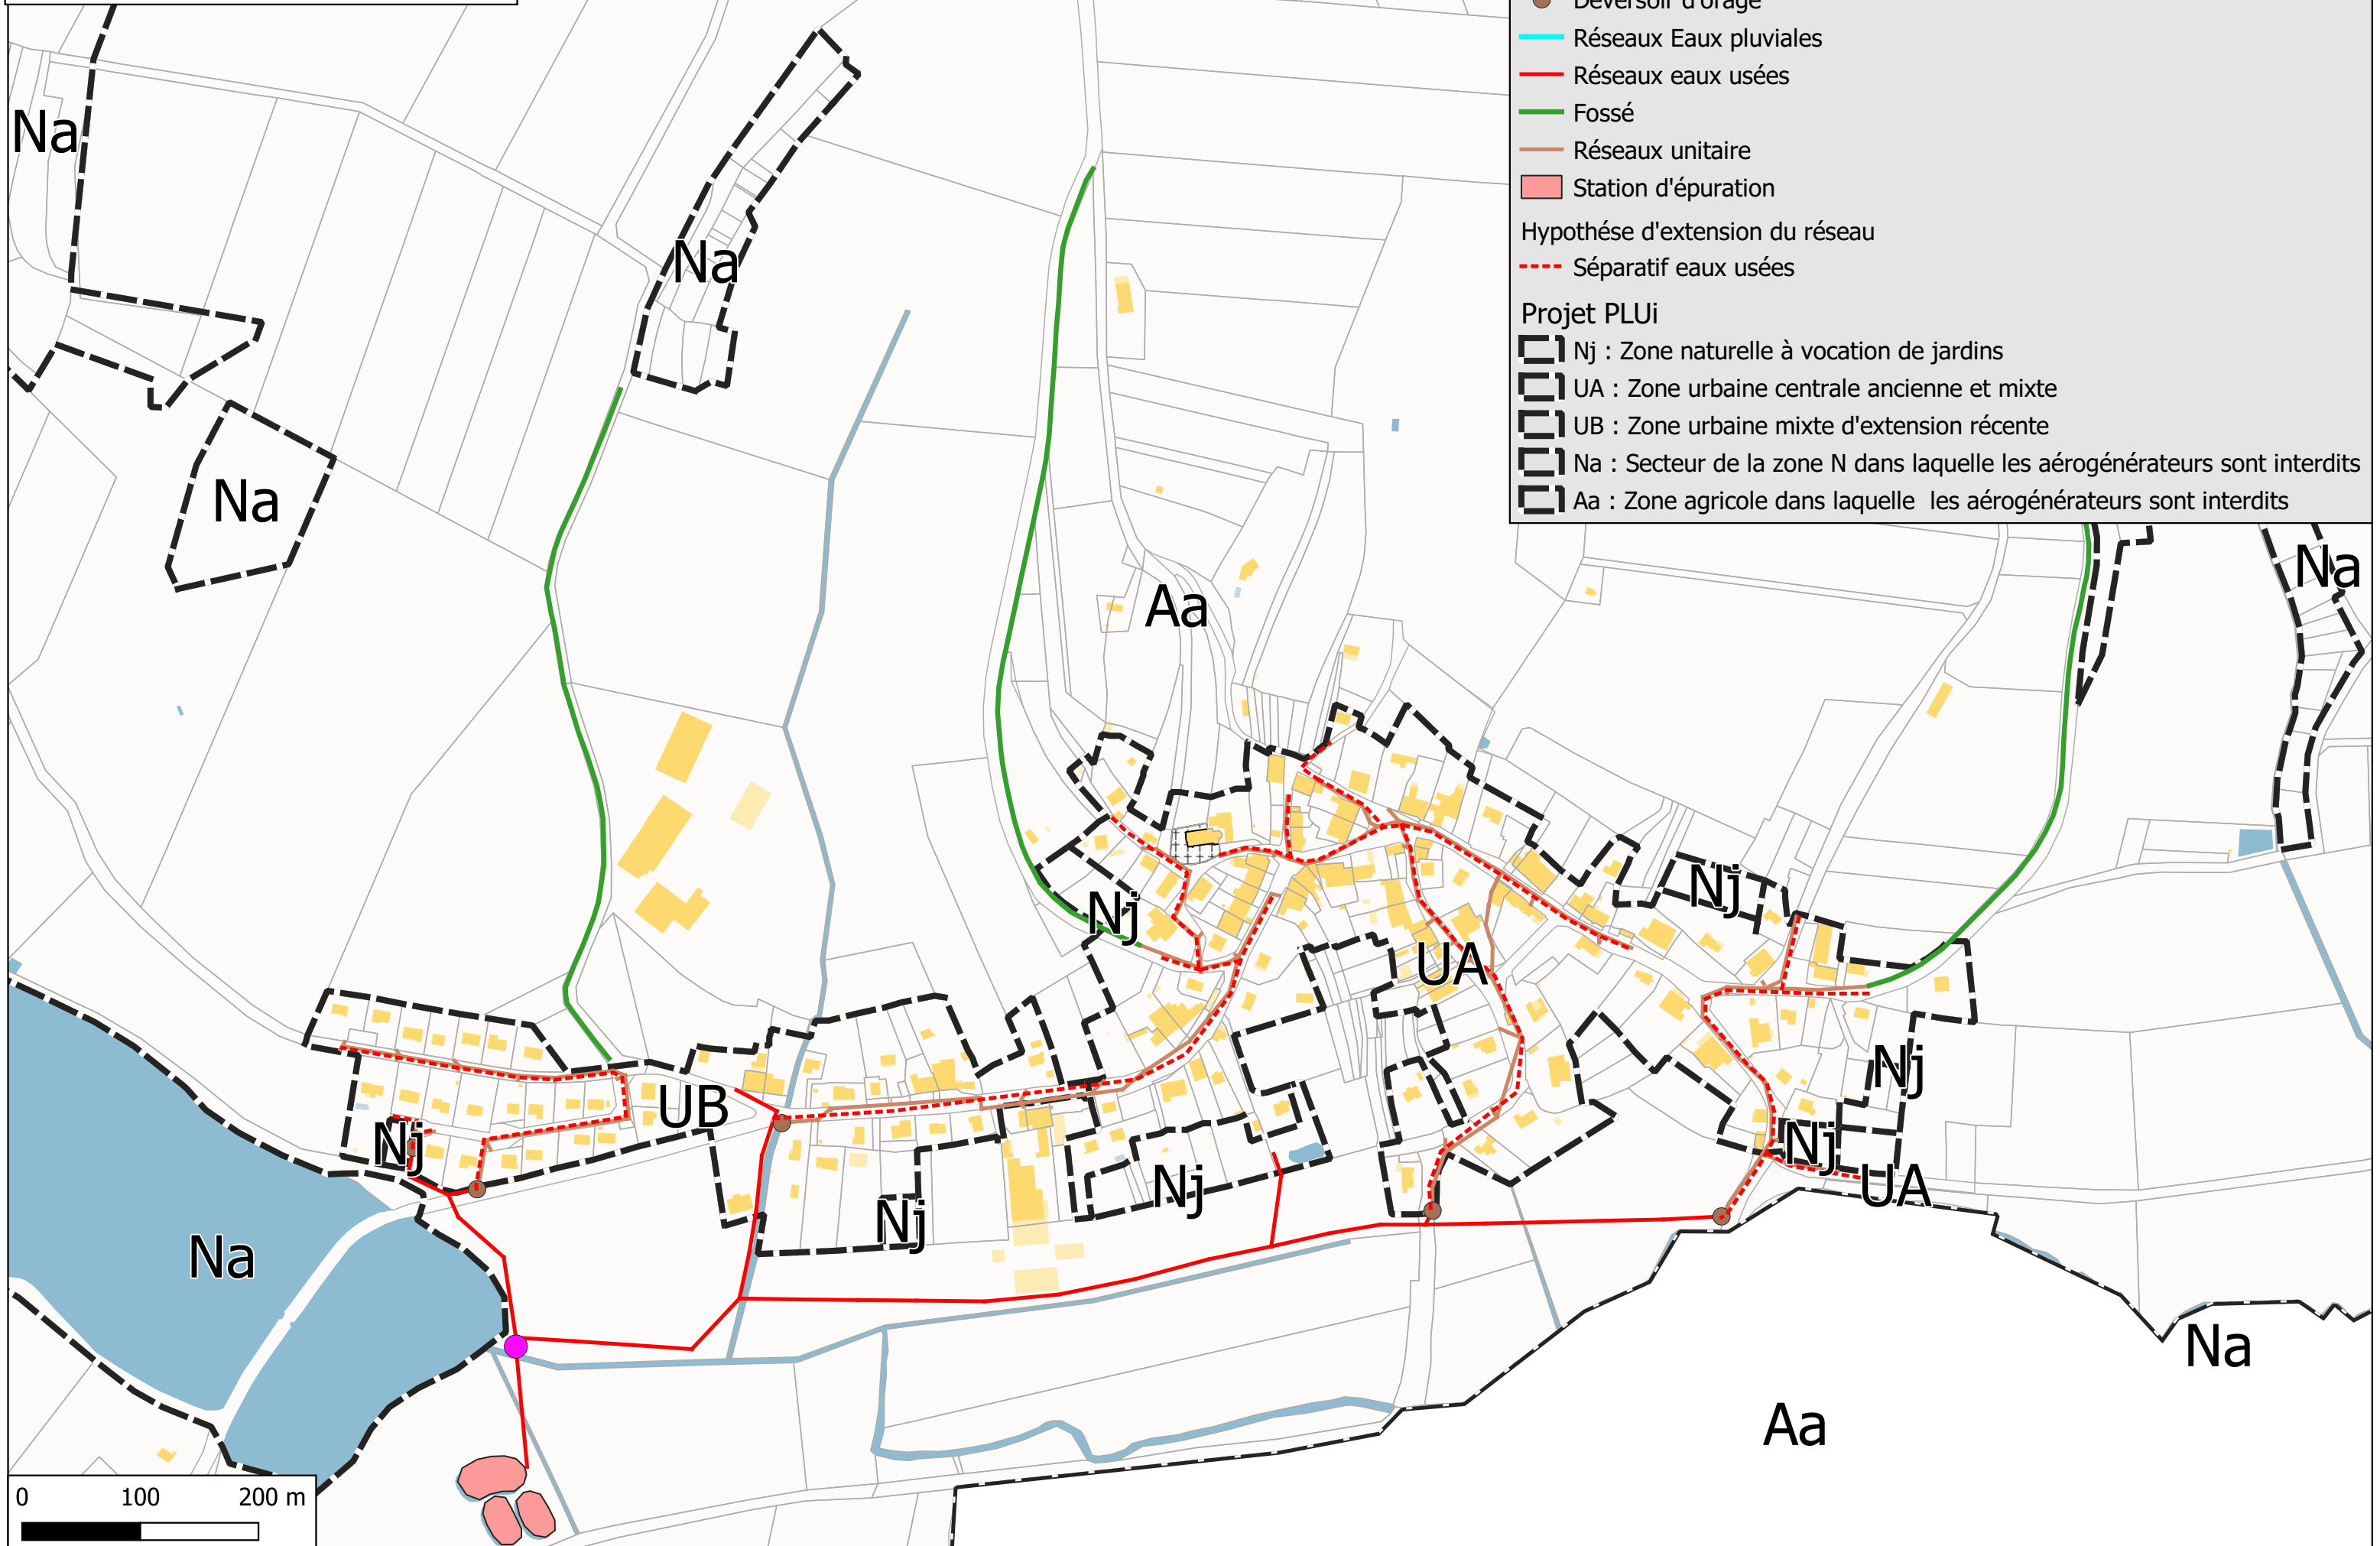 Déversoir d'orage
Réseaux Eaux pluviales
Réseaux eaux usées
Fossé
Réseaux unitaire
Station d'épuration
Hypothése d'extension du réseau
Séparatif eaux usées
Projet PLUi
Nj : Zone naturelle à vocation de jardins
UA : Zone urbaine centrale ancienne et mixte
UB : Zone urbaine mixte d'extension récente
Na : Secteur de la zone N dans laquelle les aérogénérateurs sont interdits
Aa : Zone agricole dans laquelle les aérogénérateurs sont interdits
Na
Na
Na
Na
Aa
Nj
Nj
UA
Nj
UB
Nj
Nj
Nj
UA
Nj
Na
Na
Aa
0 100 200 m